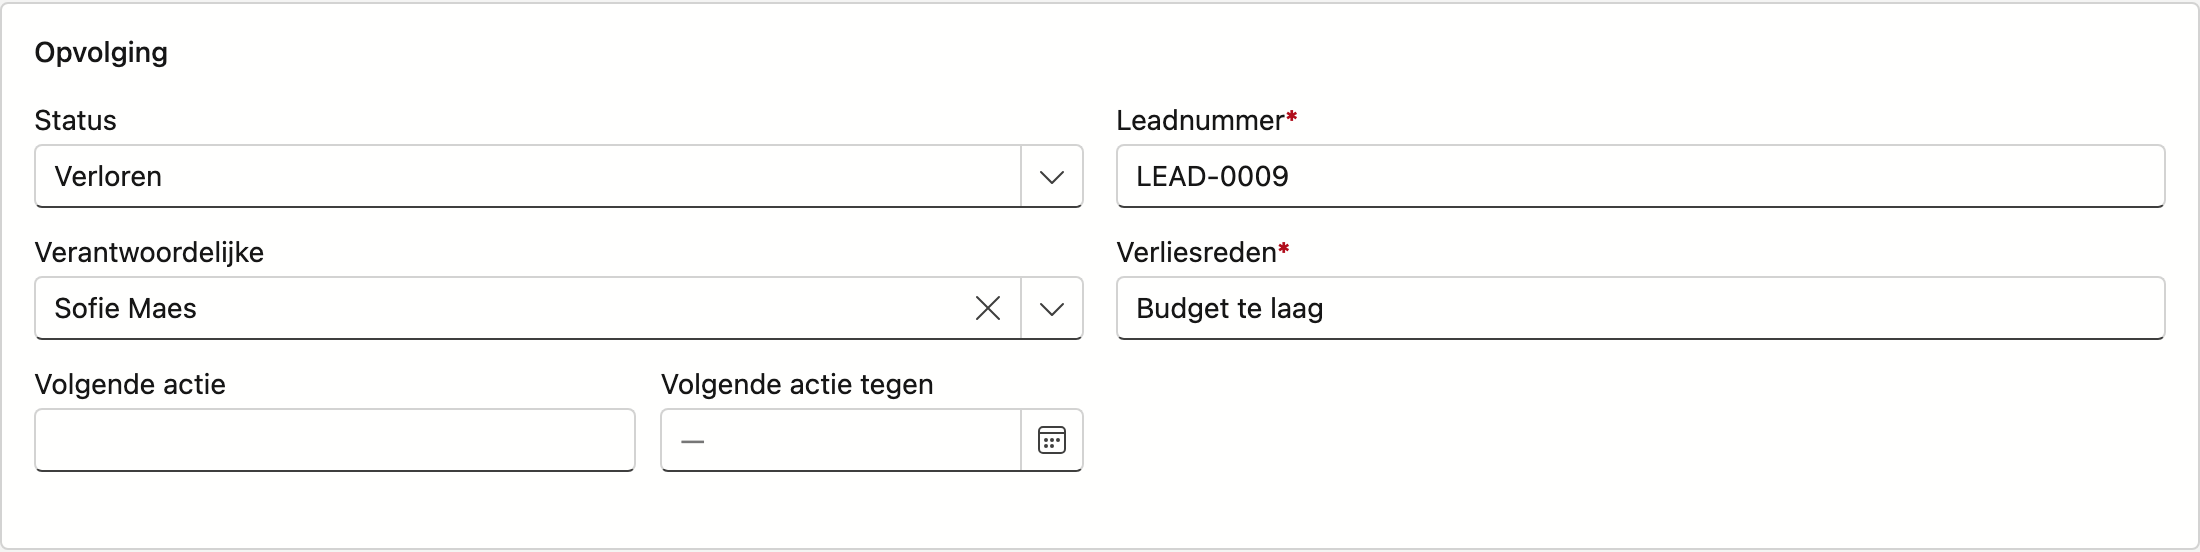 Opvolging
Status
Leadnummer*
Verloren
LEAD-0009
Verantwoordelijke
Verliesreden*
Sofie Maes
Budget te laag
Volgende actie
Volgende actie tegen
—